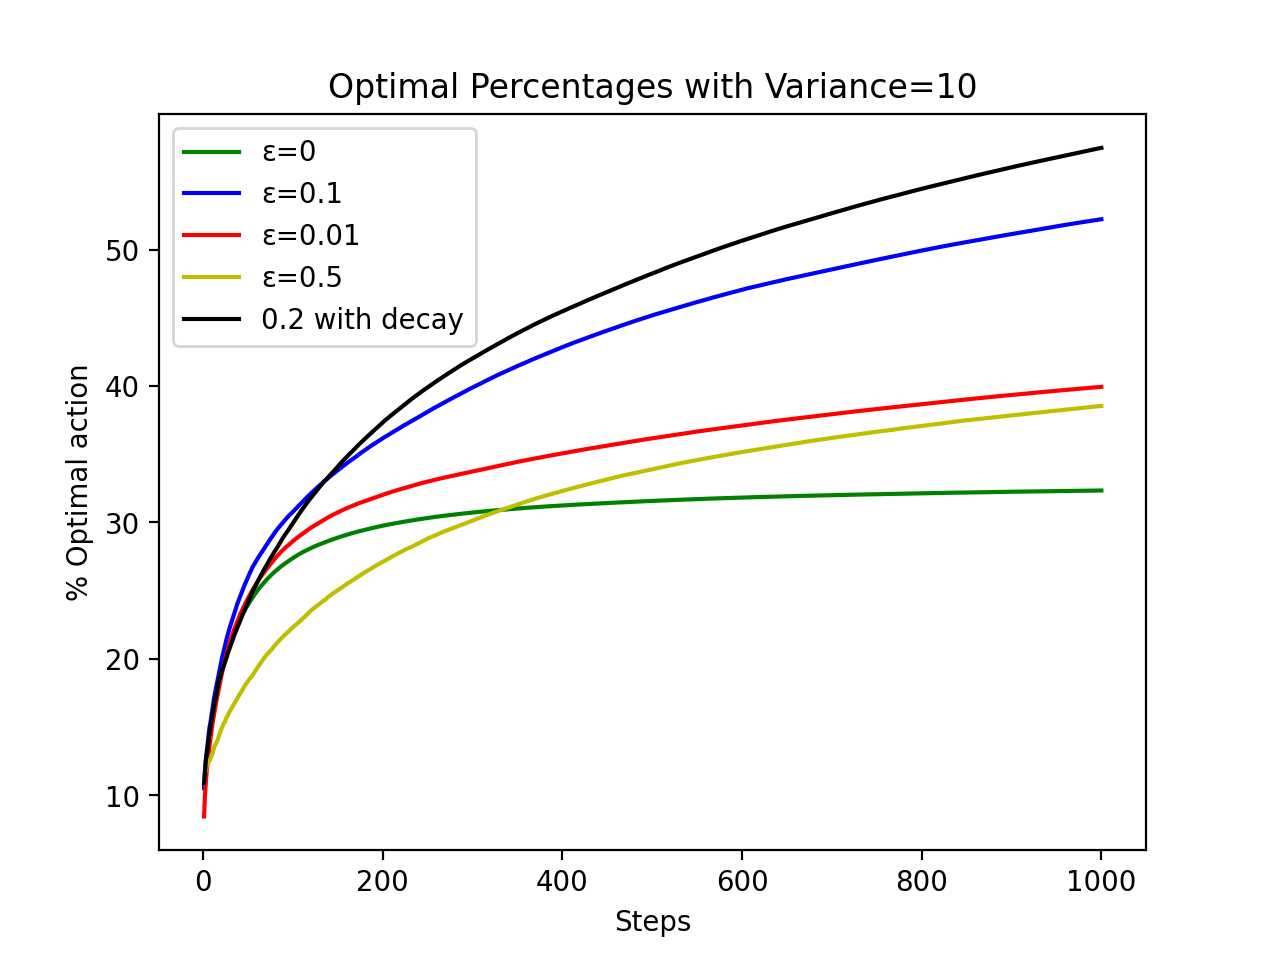 Optimal Percentages with Variance=10
ε=0
ε=0.1
ε=0.01
ε=0.5
0.2 with decay
% Optimal action
50
40
30
20
10
0 200 400 600 800 1000
Steps